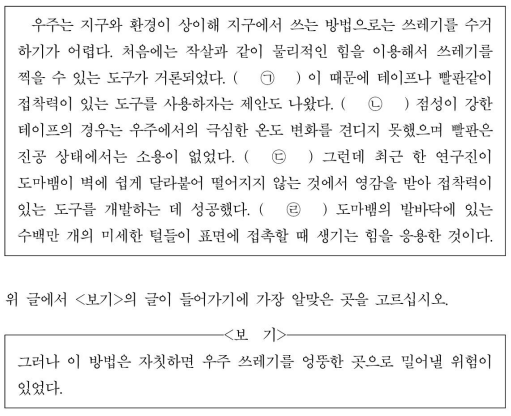 우주는 지구와 환경이 상이해 지구에서 쓰는 방법으로는 쓰레기를 수거
하기가 어렵다. 처음에는 작살과 같이 물리적인 힘을 이용해서 쓰레기를
찍을 수 있는 도구가 거론되었다. ( ㉠ ) 이 때문에 테이프나 빨판같이
접착력이 있는 도구를 사용하자는 제안도 나왔다. ( ㉡ ) 점성이 강한
테이프의 경우는 우주에서의 극심한 온도 변화를 견디지 못했으며 빨판은
진공 상태에서는 소용이 없었다. ( ㉢ ) 그런데 최근 한 연구진이
도마뱀이 벽에 쉽게 달라붙어 떨어지지 않는 것에서 영감을 받아 접착력이
있는 도구를 개발하는 데 성공했다. ( ㉣ ) 도마뱀의 발바닥에 있는
수백만 개의 미세한 털들이 표면에 접촉할 때 생기는 힘을 응용한 것이다.
위 글에서 <보기>의 글이 들어가기에 가장 알맞은 곳을 고르십시오.
<보 기>
그러나 이 방법은 자칫하면 우주 쓰레기를 엉뚱한 곳으로 밀어낼 위험이
있었다.